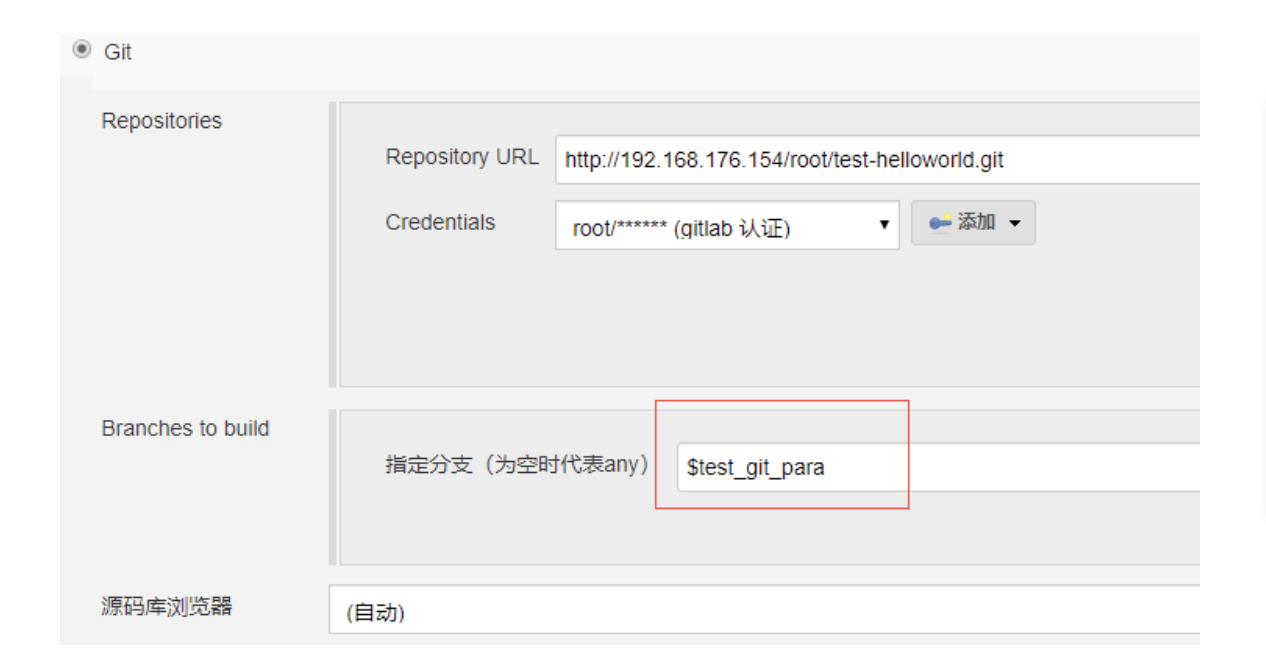 Git
Repositories
Repository URL http://192.168.176.154/root/test-helloworld.git
Credentials root/****** (gitlab 认证) 添加
Branches to build
指定分支（为空时代表any） $test_git_para
源码库浏览器 (自动)